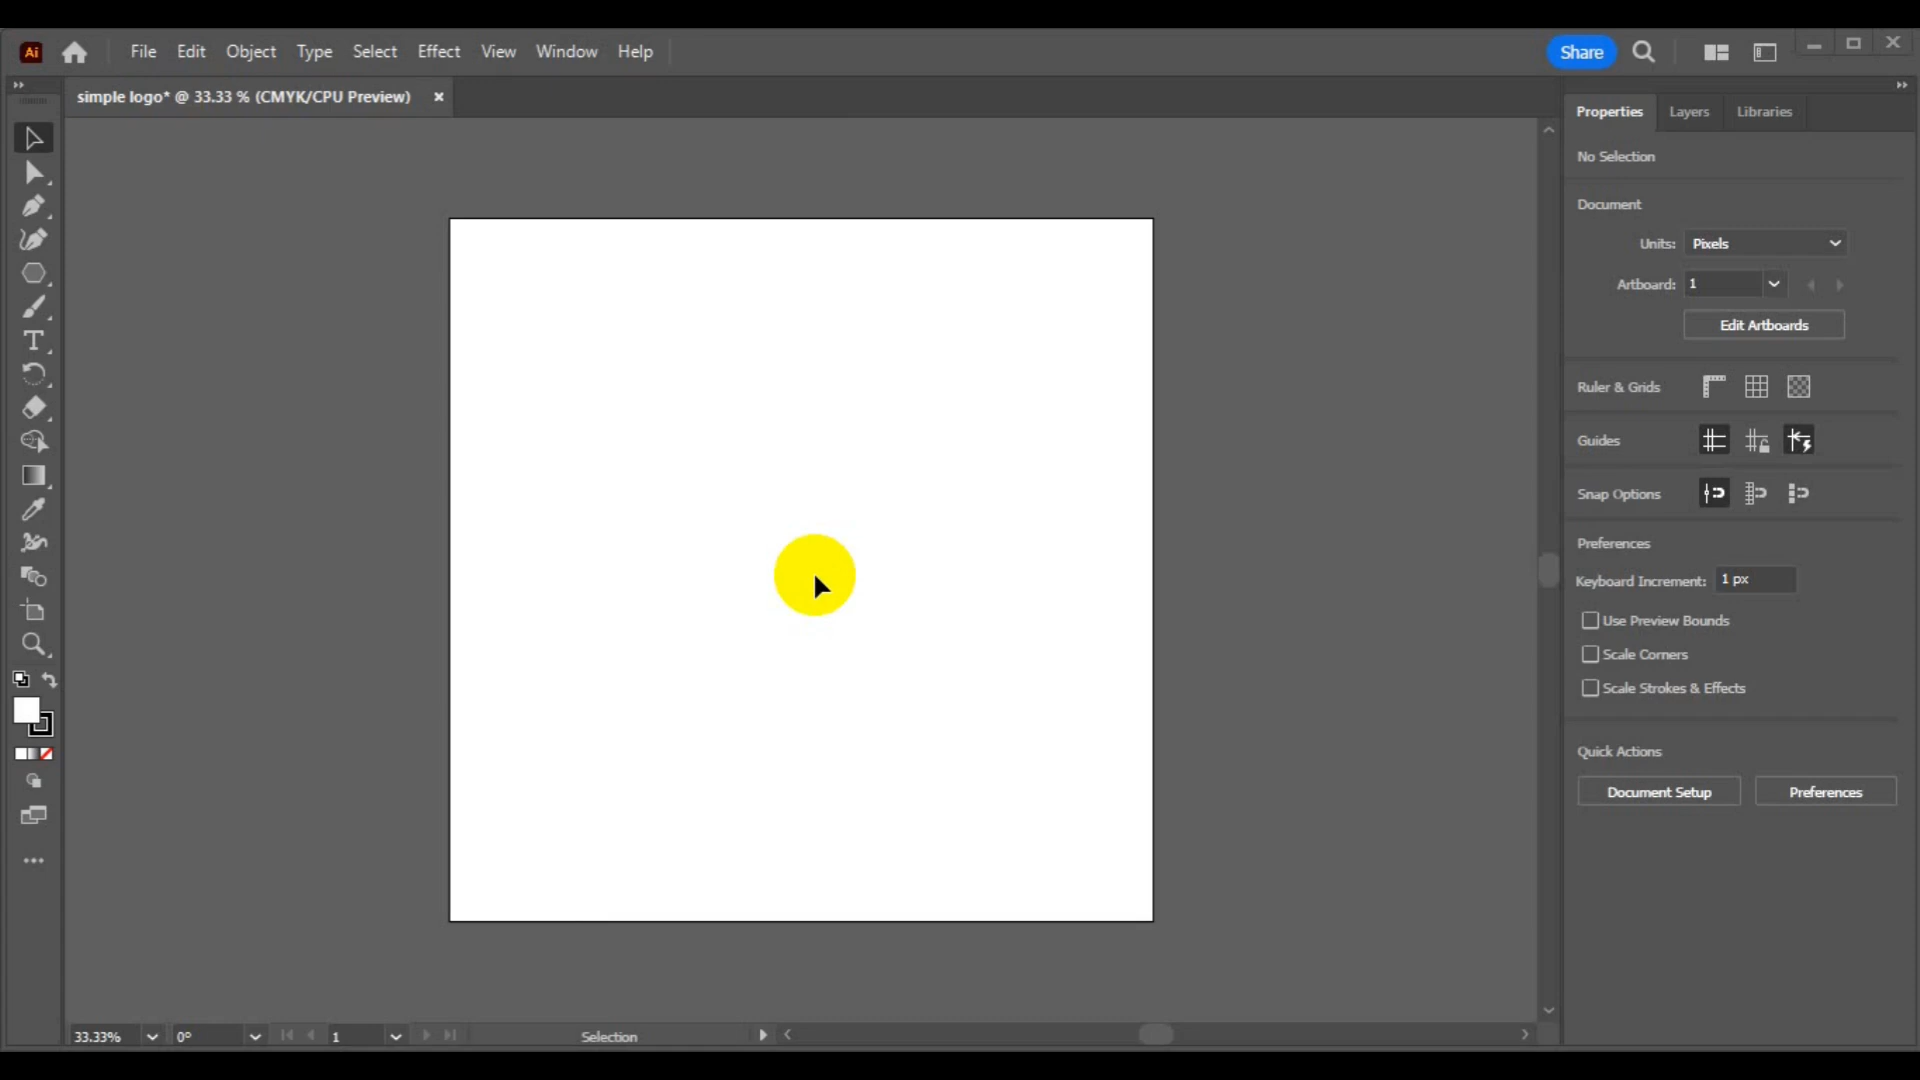 Ai File Edit Object Type Select Effect View Window Help Share
simple logo* @ 33.33 % (CMYK/CPU Preview) ×
Properties Layers Libraries
No Selection
Document
Units: Pixels
Artboard: 1
Edit Artboards
Ruler & Grids
Guides
Snap Options
Preferences
Keyboard Increment: 1 px
Use Preview Bounds
Scale Corners
Scale Strokes & Effects
Quick Actions
Document Setup Preferences
33.33% 0° 1 Selection